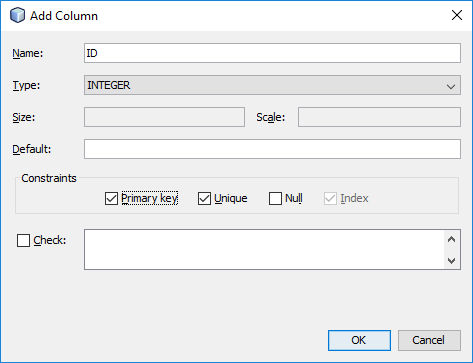 Add Column
Name: ID
Type: INTEGER
Size: Scale:
Default:
Constraints
Primary key Unique Null Index
Check:
OK Cancel